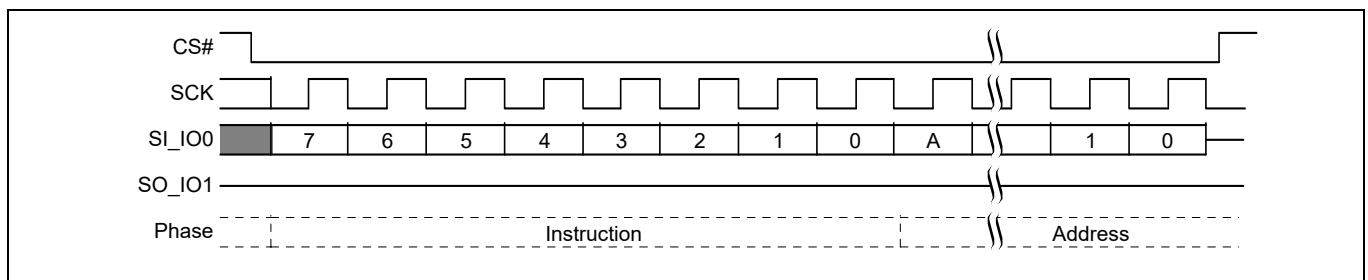 CS#
SCK
SI_IO0 7 6 5 4 3 2 1 0 A 1 0
SO_IO1
Phase Instruction Address